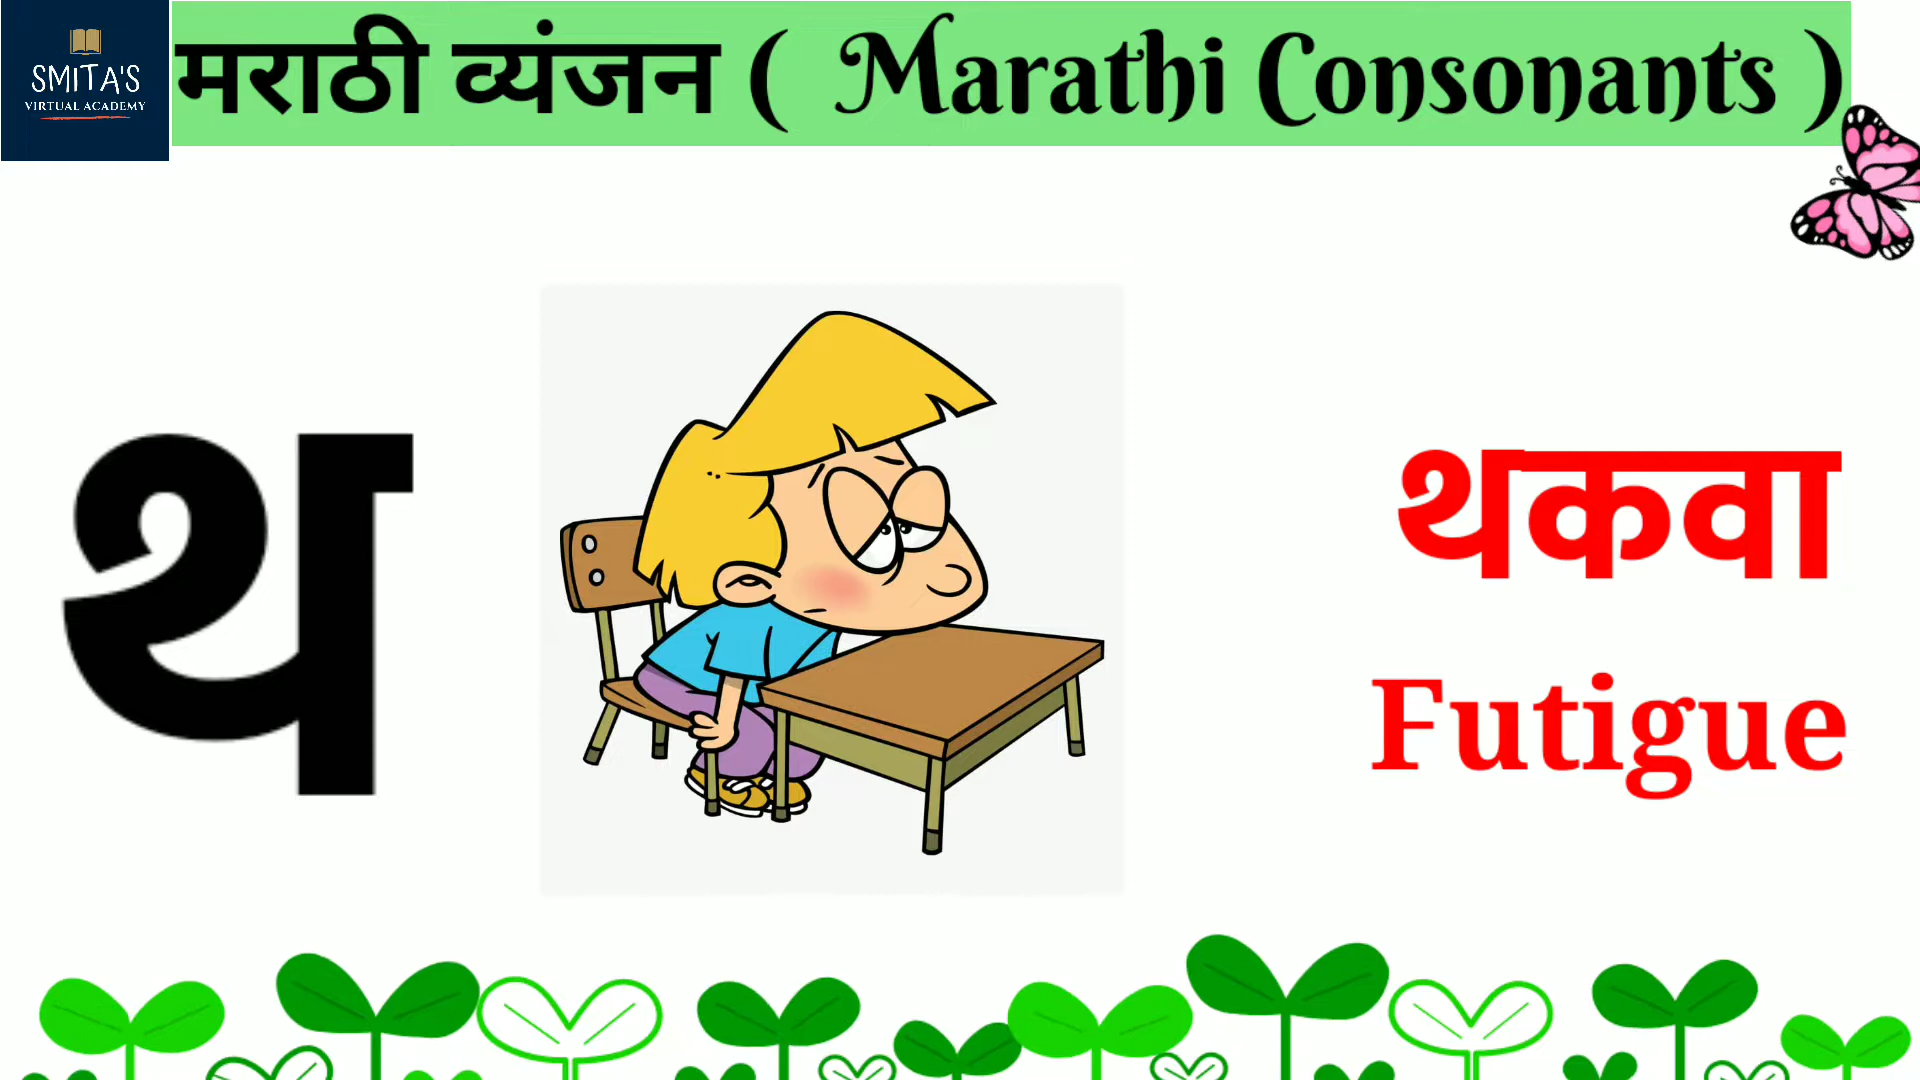 SMITA'S
VIRTUAL ACADEMY
मराठी व्यंजन ( Marathi Consonants )
थ
थकवा
Futigue